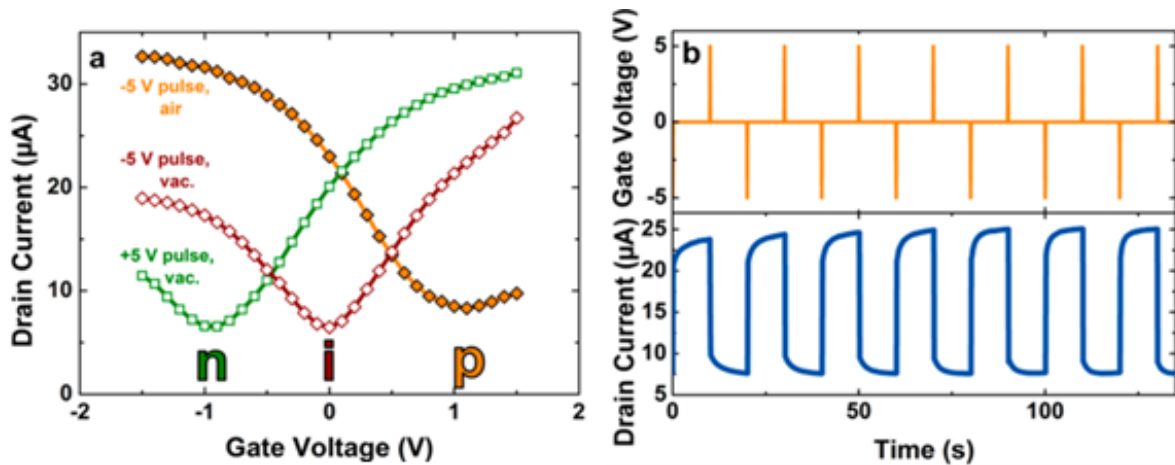 a
-5 V pulse,
air
-5 V pulse,
vac.
+5 V pulse,
vac.
n i p
30
20
10
0
-2 -1 0 1 2
Drain Current (µA)
Gate Voltage (V)
b
Gate Voltage (V)
5
0
-5
Drain Current (µA)
25
20
15
10
5
0 50 100
Time (s)